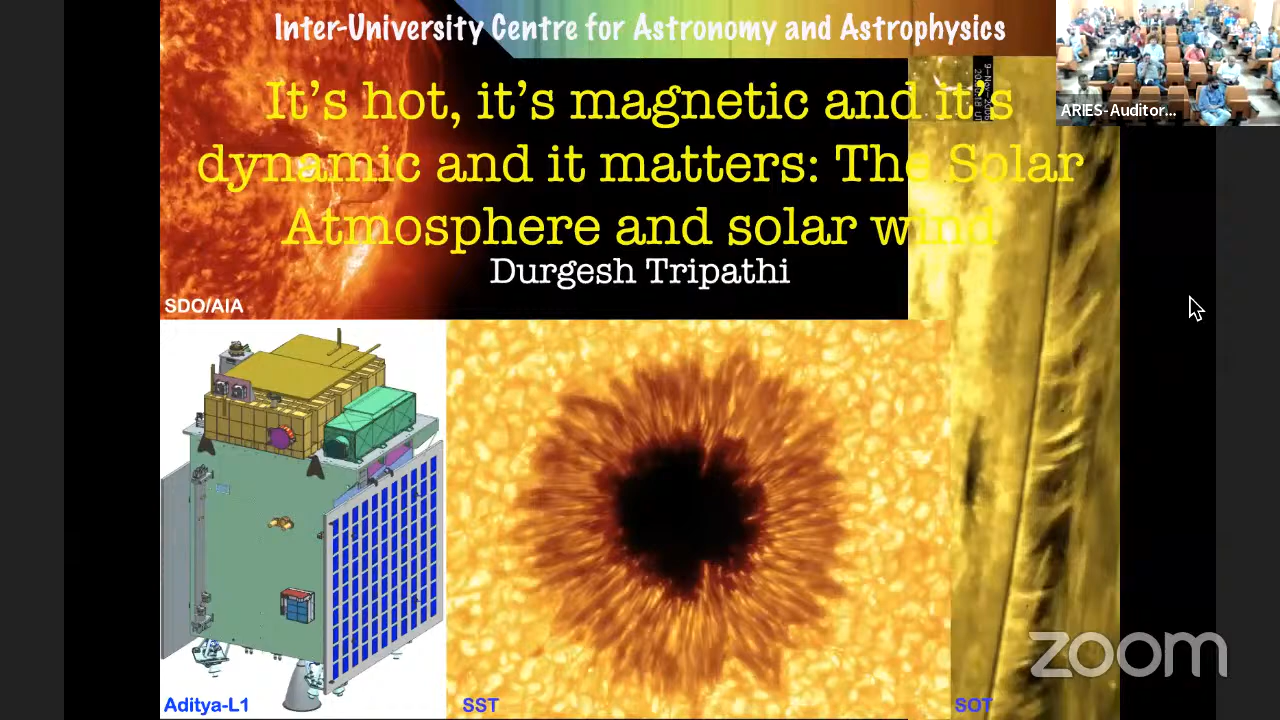 Inter-University Centre for Astronomy and Astrophysics
It's hot, it's magnetic and it's
dynamic and it matters: The Solar
Atmosphere and solar wind
Durgesh Tripathi
ARIES-Auditor...
SDO/AIA
Aditya-L1
SST
SOT
zoom